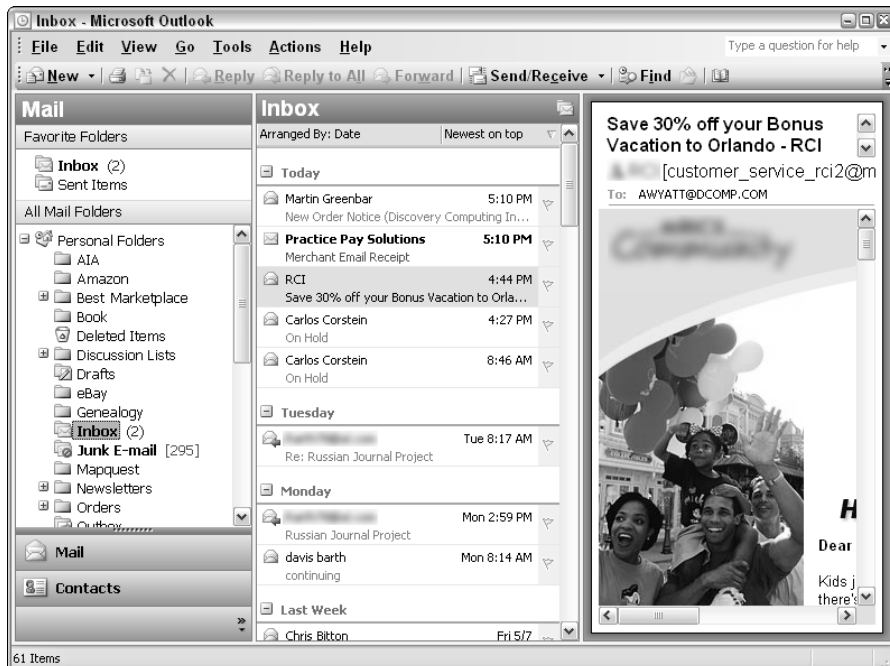 Inbox - Microsoft Outlook
File Edit View Go Tools Actions Help
Type a question for help
New Reply Reply to All Forward Send/Receive Find
Mail
Favorite Folders
Inbox (2)
Sent Items
All Mail Folders
Personal Folders
AIA
Amazon
Best Marketplace
Book
Deleted Items
Discussion Lists
Drafts
eBay
Genealogy
Inbox (2)
Junk E-mail [295]
Mapquest
Newsletters
Orders
Outbox
Mail
Contacts
»
61 Items
Inbox
Arranged By: Date Newest on top
Today
Martin Greenbar 5:10 PM
New Order Notice (Discovery Computing In...
Practice Pay Solutions 5:10 PM
Merchant Email Receipt
RCI 4:44 PM
Save 30% off your Bonus Vacation to Orla...
Carlos Corstein 4:27 PM
On Hold
Carlos Corstein 8:46 AM
On Hold
Tuesday
Tue 8:17 AM
Re: Russian Journal Project
Monday
Mon 2:59 PM
Russian Journal Project
davis barth Mon 8:14 AM
continuing
Last Week
Chris Bitton Fri 5/7
Save 30% off your Bonus
Vacation to Orlando - RCI
[customer_service_rci2@m
To: AWYATT@DCOMP.COM
H
Dear
Kids j
there's